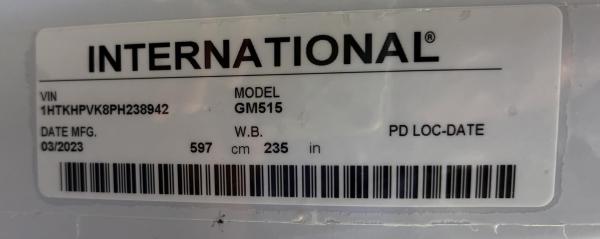 INTERNATIONAL®
VIN MODEL
1HTKHPVK8PH238942 GM515
DATE MFG. W.B. PD LOC-DATE
03/2023 597 cm 235 in